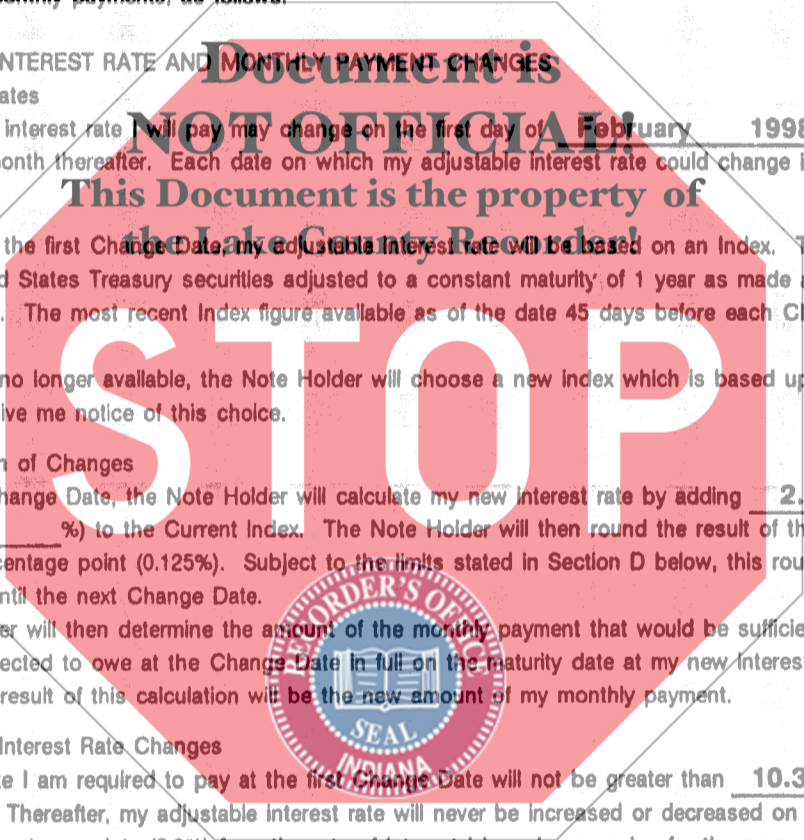 monthly payments, as follows:
INTEREST RATE AND MONTHLY PAYMENT CHANGES
Document is
ates
NOT OFFICIAL!
interest rate I will pay may change on the first day of February 1998
onth thereafter. Each date on which my adjustable interest rate could change i
This Document is the property of
the Lake County Recorder!
the first Change Date, my adjustable interest rate will be based on an Index. T
d States Treasury securities adjusted to a constant maturity of 1 year as made a
. The most recent Index figure available as of the date 45 days before each Ch
STOP
no longer available, the Note Holder will choose a new index which is based up
ive me notice of this choice.
n of Changes
hange Date, the Note Holder will calculate my new interest rate by adding 2.
%) to the Current Index. The Note Holder will then round the result of th
centage point (0.125%). Subject to the limits stated in Section D below, this rou
ntil the next Change Date.
er will then determine the amount of the monthly payment that would be sufficie
ected to owe at the Change Date in full on the maturity date at my new interes
result of this calculation will be the new amount of my monthly payment.
RECORDER'S OFFICE
SEAL
INDIANA
Interest Rate Changes
te I am required to pay at the first Change Date will not be greater than 10.3
Thereafter, my adjustable interest rate will never be increased or decreased on